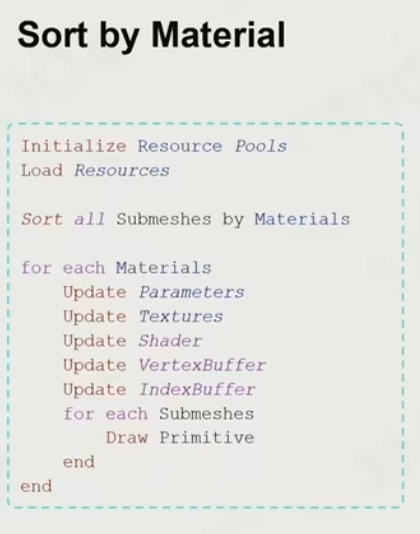 Sort by Material
Initialize Resource Pools
Load Resources
Sort all Submeshes by Materials
for each Materials
Update Parameters
Update Textures
Update Shader
Update VertexBuffer
Update IndexBuffer
for each Submeshes
Draw Primitive
end
end